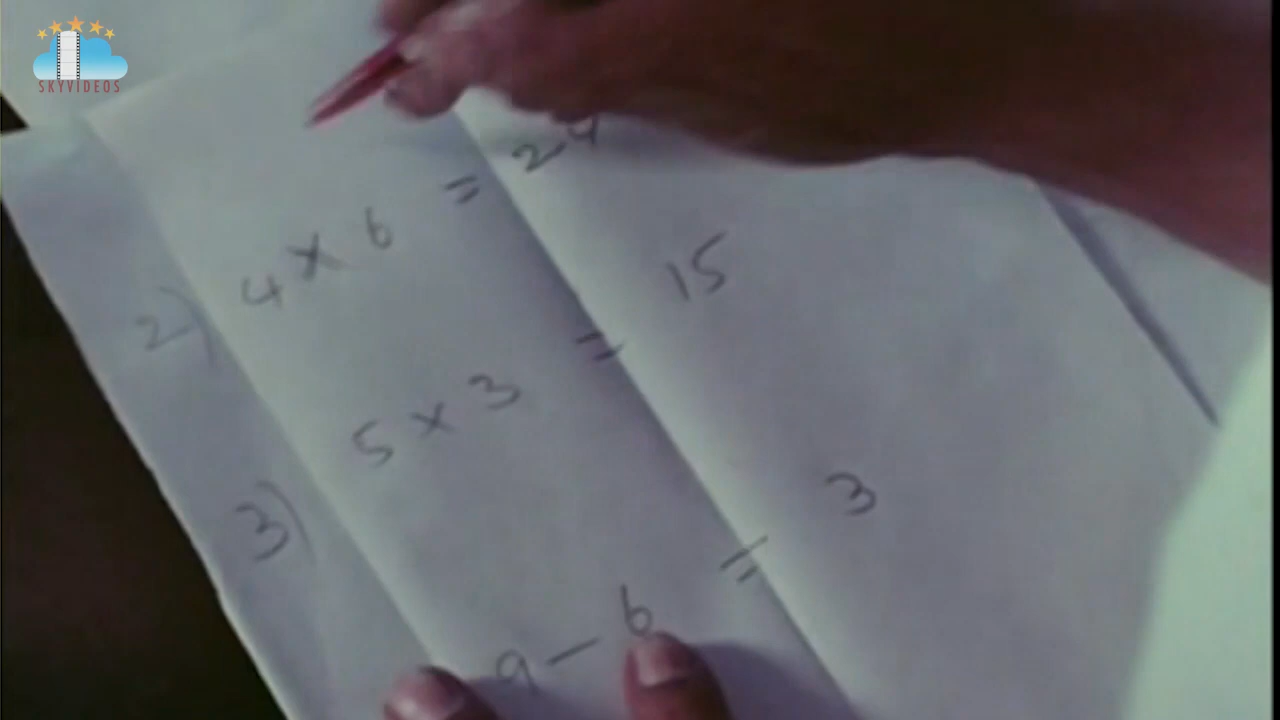 SKYVIDEOS
4 x 6 = 24
2) 5 x 3 = 15
3) 9 - 6 = 3